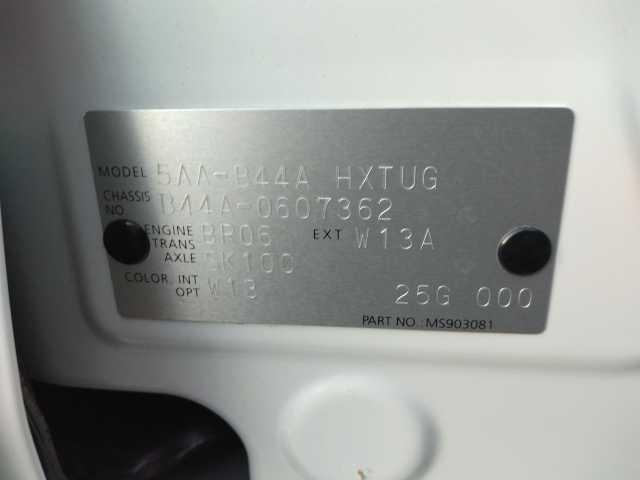 MODEL 5AA-B44A HXTUG
CHASSIS NO B44A-0607362
ENGINE BR06 EXT W13A
TRANS AXLE CK100
COLOR, INT OPT W13 25G 000
PART NO.:MS903081